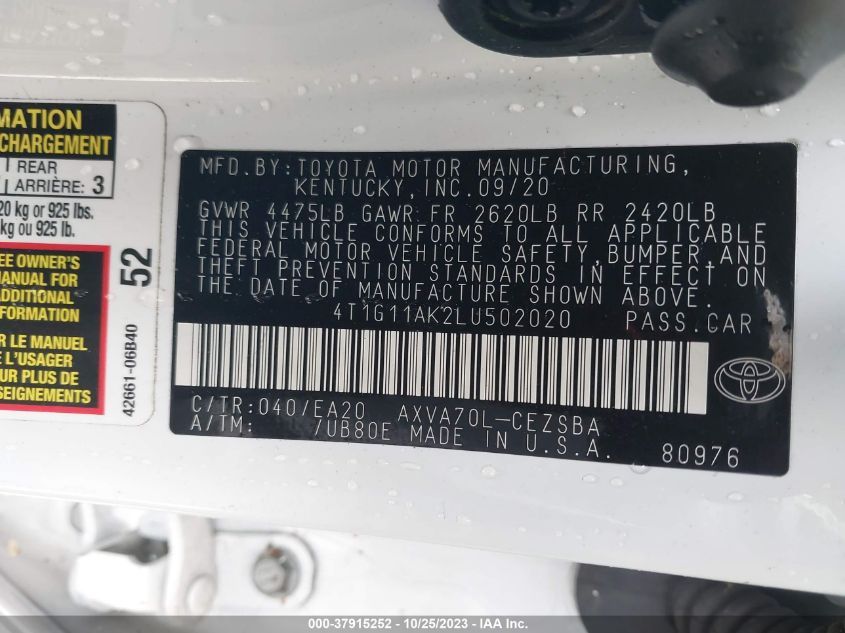 MATION
CHARGEMENT
REAR
ARRIÈRE: 3
20 kg or 925 lbs.
kg ou 925 lb.
EE OWNER'S
MANUAL FOR
ADDITIONAL
FORMATION
R LE MANUEL
E L'USAGER
UR PLUS DE
SEIGNEMENTS
52
42661-06B40
MFD.BY:TOYOTA MOTOR MANUFACTURING,
KENTUCKY,INC.09/20
GVWR 4475LB GAWR FR 2620LB RR 2420LB
THIS VEHICLE CONFORMS TO ALL APPLICABLE
FEDERAL MOTOR VEHICLE SAFETY,BUMPER,AND
THEFT PREVENTION STANDARDS IN EFFECT ON
THE DATE OF MANUFACTURE SHOWN ABOVE.
4T1G11AK2LU502020 PASS.CAR
C/TR:040/EA20 AXVA70L-CEZSBA
A/TM: /UB80E MADE IN U.S.A. 80976
000-37915252 - 10/25/2023 - IAA Inc.